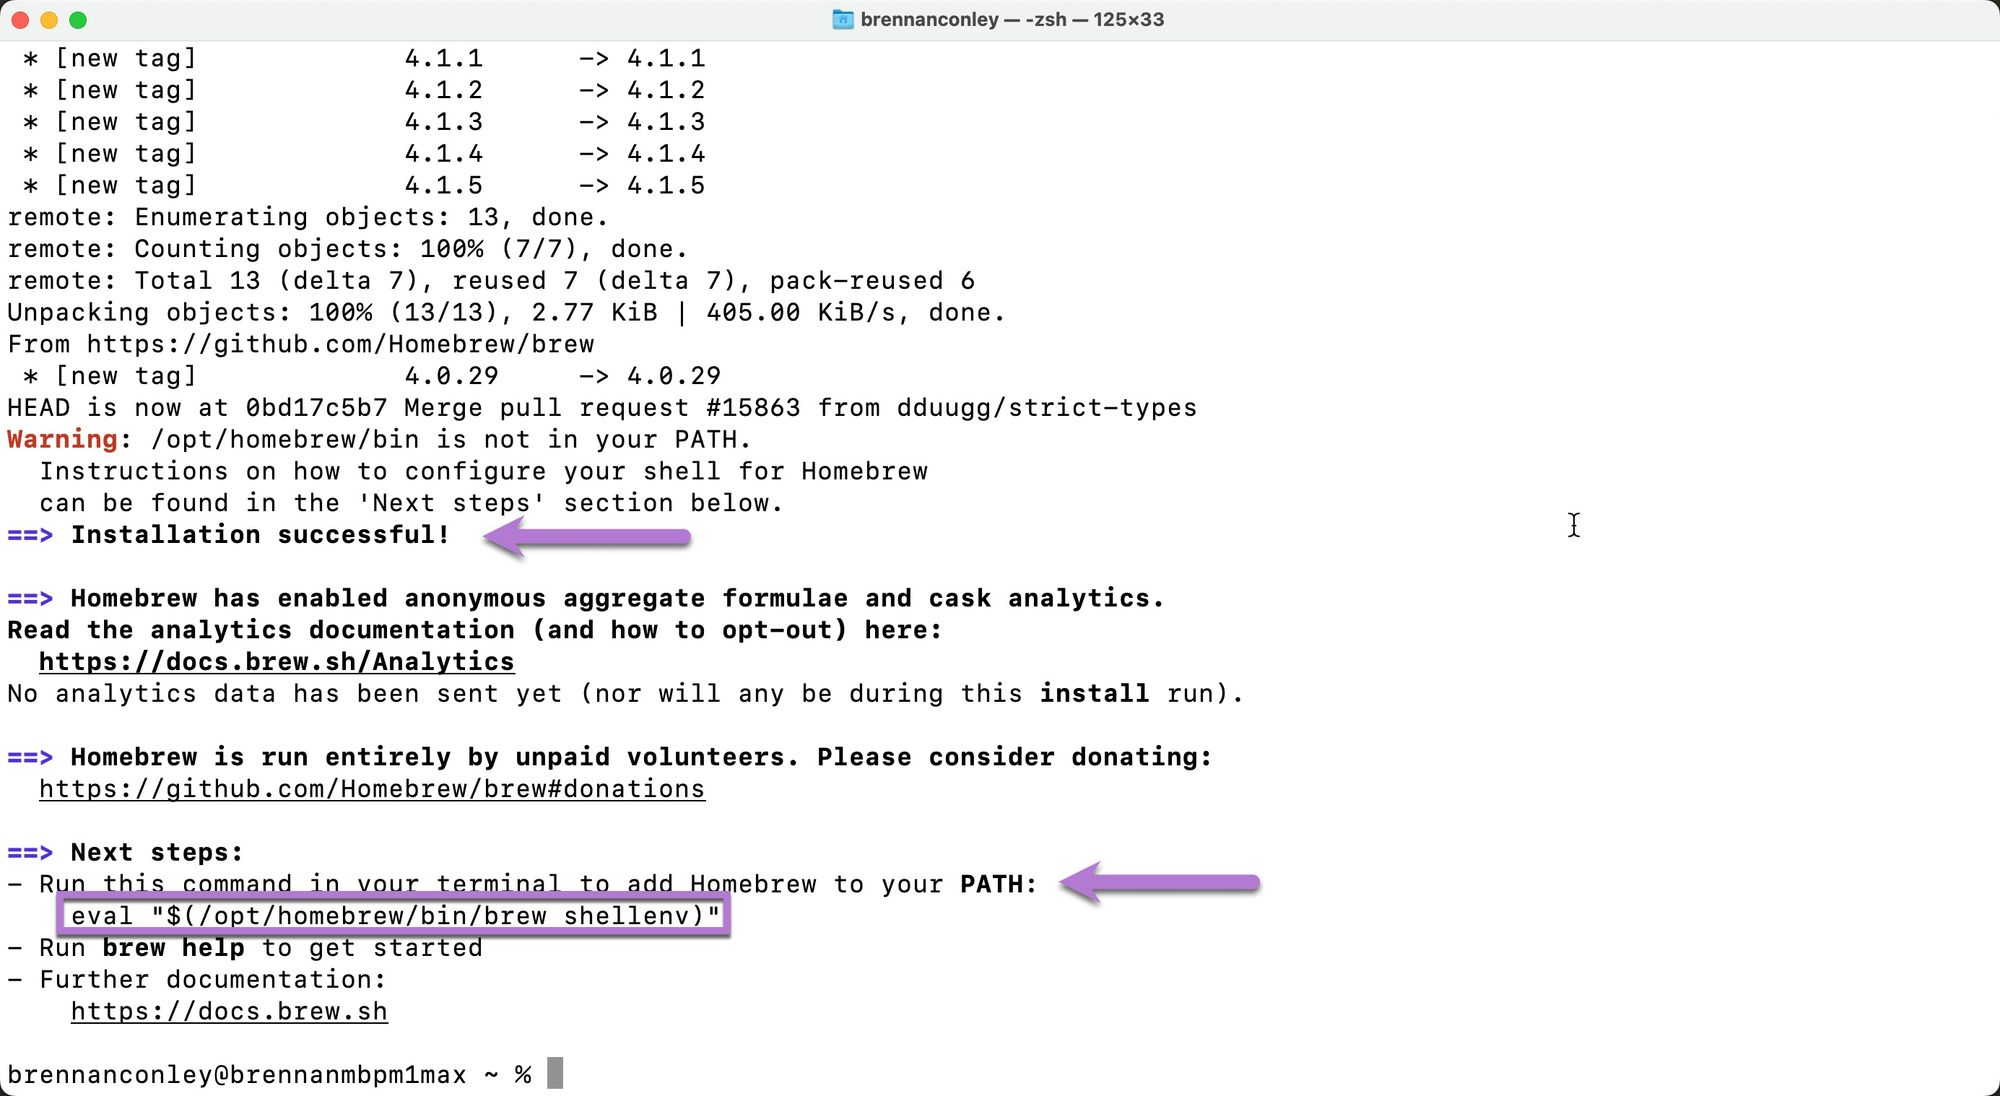 brennanconley — -zsh — 125×33
* [new tag] 4.1.1 -> 4.1.1
* [new tag] 4.1.2 -> 4.1.2
* [new tag] 4.1.3 -> 4.1.3
* [new tag] 4.1.4 -> 4.1.4
* [new tag] 4.1.5 -> 4.1.5
remote: Enumerating objects: 13, done.
remote: Counting objects: 100% (7/7), done.
remote: Total 13 (delta 7), reused 7 (delta 7), pack-reused 6
Unpacking objects: 100% (13/13), 2.77 KiB | 405.00 KiB/s, done.
From https://github.com/Homebrew/brew
* [new tag] 4.0.29 -> 4.0.29
HEAD is now at 0bd17c5b7 Merge pull request #15863 from dduugg/strict-types
Warning: /opt/homebrew/bin is not in your PATH.
Instructions on how to configure your shell for Homebrew
can be found in the 'Next steps' section below.
==> Installation successful!
==> Homebrew has enabled anonymous aggregate formulae and cask analytics.
Read the analytics documentation (and how to opt-out) here:
https://docs.brew.sh/Analytics
No analytics data has been sent yet (nor will any be during this install run).
==> Homebrew is run entirely by unpaid volunteers. Please consider donating:
https://github.com/Homebrew/brew#donations
==> Next steps:
- Run this command in your terminal to add Homebrew to your PATH:
eval "$(/opt/homebrew/bin/brew shellenv)"
- Run brew help to get started
- Further documentation:
https://docs.brew.sh
brennanconley@brennanmbpm1max ~ %